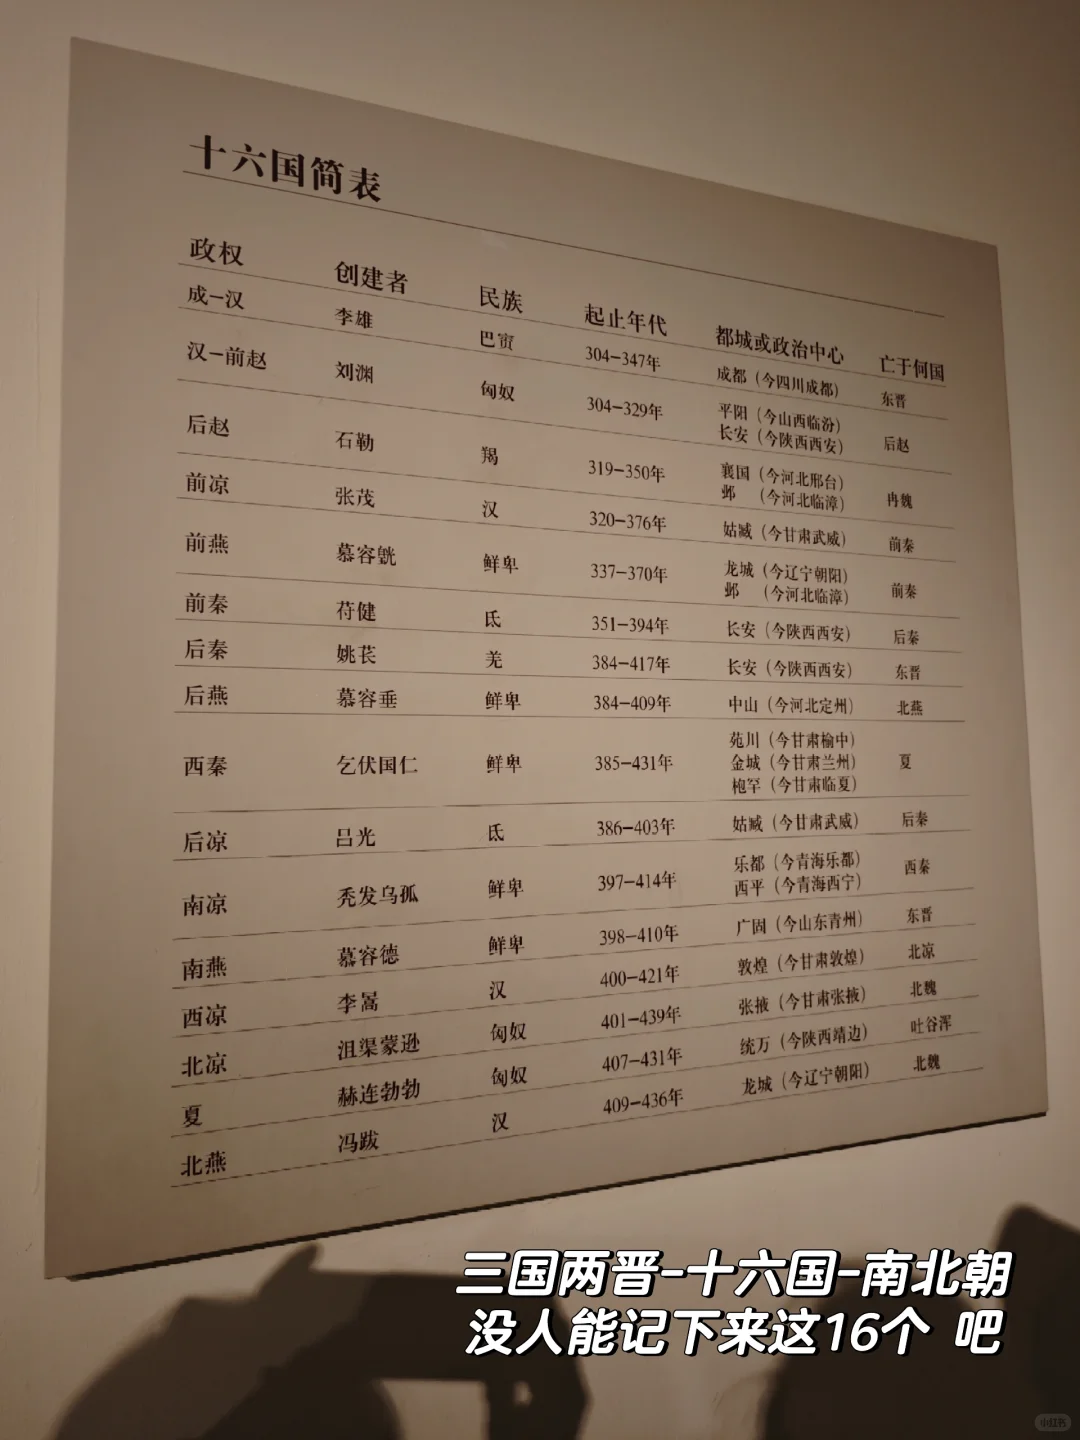 十六国简表
政权 创建者 民族 起止年代 都城或政治中心 亡于何国
成－汉 李雄 巴賨 304－347年 成都（今四川成都） 东晋
汉－前赵 刘渊 匈奴 304－329年 平阳（今山西临汾） 后赵
长安（今陕西西安）
后赵 石勒 羯 319－350年 襄国（今河北邢台） 冉魏
邺 （今河北临漳）
前凉 张茂 汉 320－376年 姑臧（今甘肃武威） 前秦
前燕 慕容皝 鲜卑 337－370年 龙城（今辽宁朝阳） 前秦
邺 （今河北临漳）
前秦 苻健 氐 351－394年 长安（今陕西西安） 后秦
后秦 姚苌 羌 384－417年 长安（今陕西西安） 东晋
后燕 慕容垂 鲜卑 384－409年 中山（今河北定州） 北燕
西秦 乞伏国仁 鲜卑 385－431年 苑川（今甘肃榆中） 夏
金城（今甘肃兰州）
枹罕（今甘肃临夏）
后凉 吕光 氐 386－403年 姑臧（今甘肃武威） 后秦
南凉 秃发乌孤 鲜卑 397－414年 乐都（今青海乐都） 西秦
西平（今青海西宁）
南燕 慕容德 鲜卑 398－410年 广固（今山东青州） 东晋
西凉 李暠 汉 400－421年 敦煌（今甘肃敦煌） 北凉
北凉 沮渠蒙逊 匈奴 401－439年 张掖（今甘肃张掖） 北魏
夏 赫连勃勃 匈奴 407－431年 统万（今陕西靖边） 吐谷浑
北燕 冯跋 汉 409－436年 龙城（今辽宁朝阳） 北魏
三国两晋-十六国-南北朝
没人能记下来这16个 吧
小红书